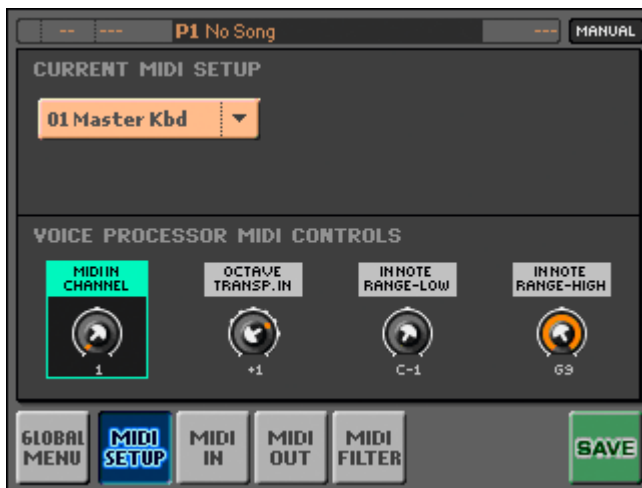 -- --- P1 No Song --- MANUAL
CURRENT MIDI SETUP
01 Master Kbd
VOICE PROCESSOR MIDI CONTROLS
MIDI IN
CHANNEL
1
OCTAVE
TRANSP. IN
+1
IN NOTE
RANGE-LOW
C-1
IN NOTE
RANGE-HIGH
G9
GLOBAL
MENU
MIDI
SETUP
MIDI
IN
MIDI
OUT
MIDI
FILTER
SAVE